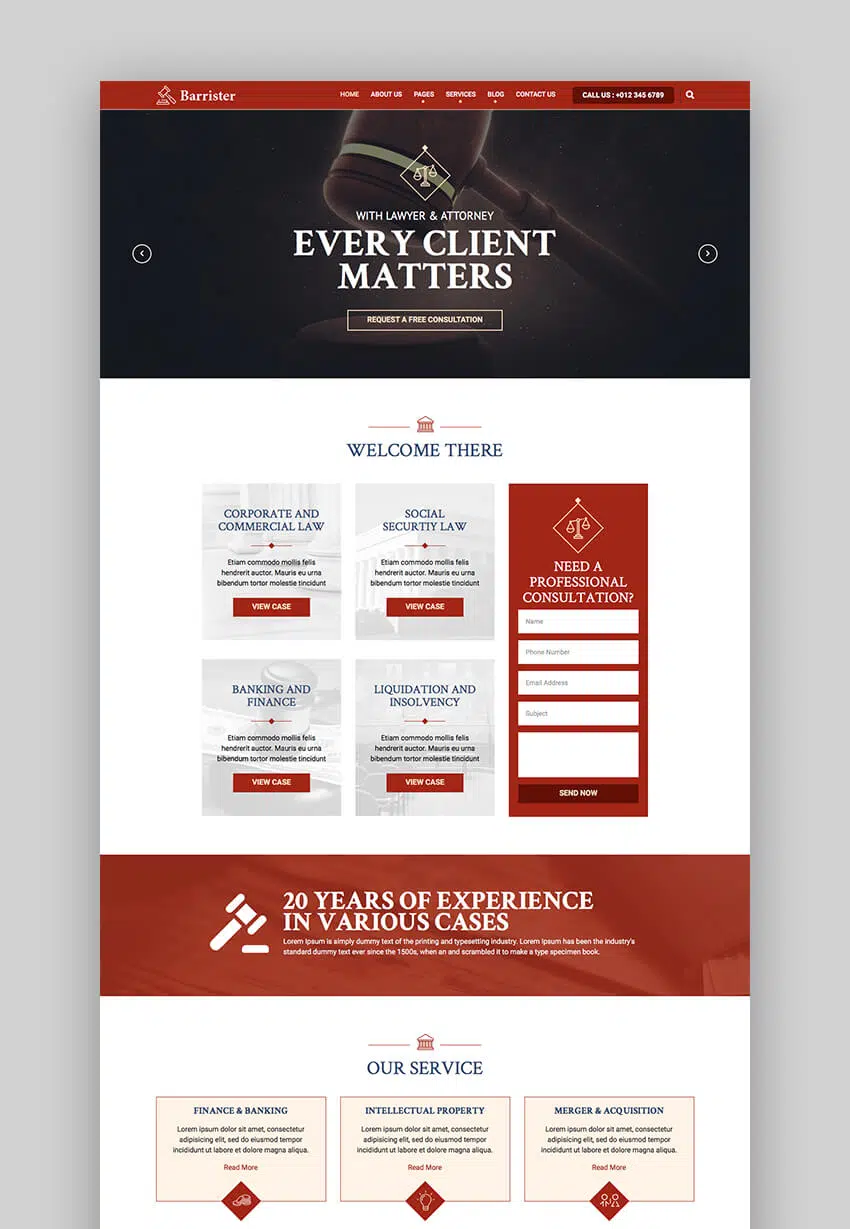 Barrister
HOME ABOUT US PAGES SERVICES BLOG CONTACT US CALL US : +012 345 6789
WITH LAWYER & ATTORNEY
EVERY CLIENT
MATTERS
REQUEST A FREE CONSULTATION
WELCOME THERE
CORPORATE AND
COMMERCIAL LAW
Etiam commodo mollis felis
hendrerit auctor. Mauris eu urna
bibendum tortor molestie tincidunt
VIEW CASE
SOCIAL
SECURTIY LAW
Etiam commodo mollis felis
hendrerit auctor. Mauris eu urna
bibendum tortor molestie tincidunt
VIEW CASE
BANKING AND
FINANCE
Etiam commodo mollis felis
hendrerit auctor. Mauris eu urna
bibendum tortor molestie tincidunt
VIEW CASE
LIQUIDATION AND
INSOLVENCY
Etiam commodo mollis felis
hendrerit auctor. Mauris eu urna
bibendum tortor molestie tincidunt
VIEW CASE
NEED A
PROFESSIONAL
CONSULTATION?
Name
Phone Number
Email Address
Subject
SEND NOW
20 YEARS OF EXPERIENCE
IN VARIOUS CASES
Lorem Ipsum is simply dummy text of the printing and typesetting industry. Lorem Ipsum has been the industry's
standard dummy text ever since the 1500s, when an and scrambled it to make a type specimen book.
OUR SERVICE
FINANCE & BANKING
Lorem ipsum dolor sit amet, consectetur
adipisicing elit, sed do eiusmod tempor
incididunt ut labore et dolore magna aliqua.
Read More
INTELLECTUAL PROPERTY
Lorem ipsum dolor sit amet, consectetur
adipisicing elit, sed do eiusmod tempor
incididunt ut labore et dolore magna aliqua.
Read More
MERGER & ACQUISITION
Lorem ipsum dolor sit amet, consectetur
adipisicing elit, sed do eiusmod tempor
incididunt ut labore et dolore magna aliqua.
Read More